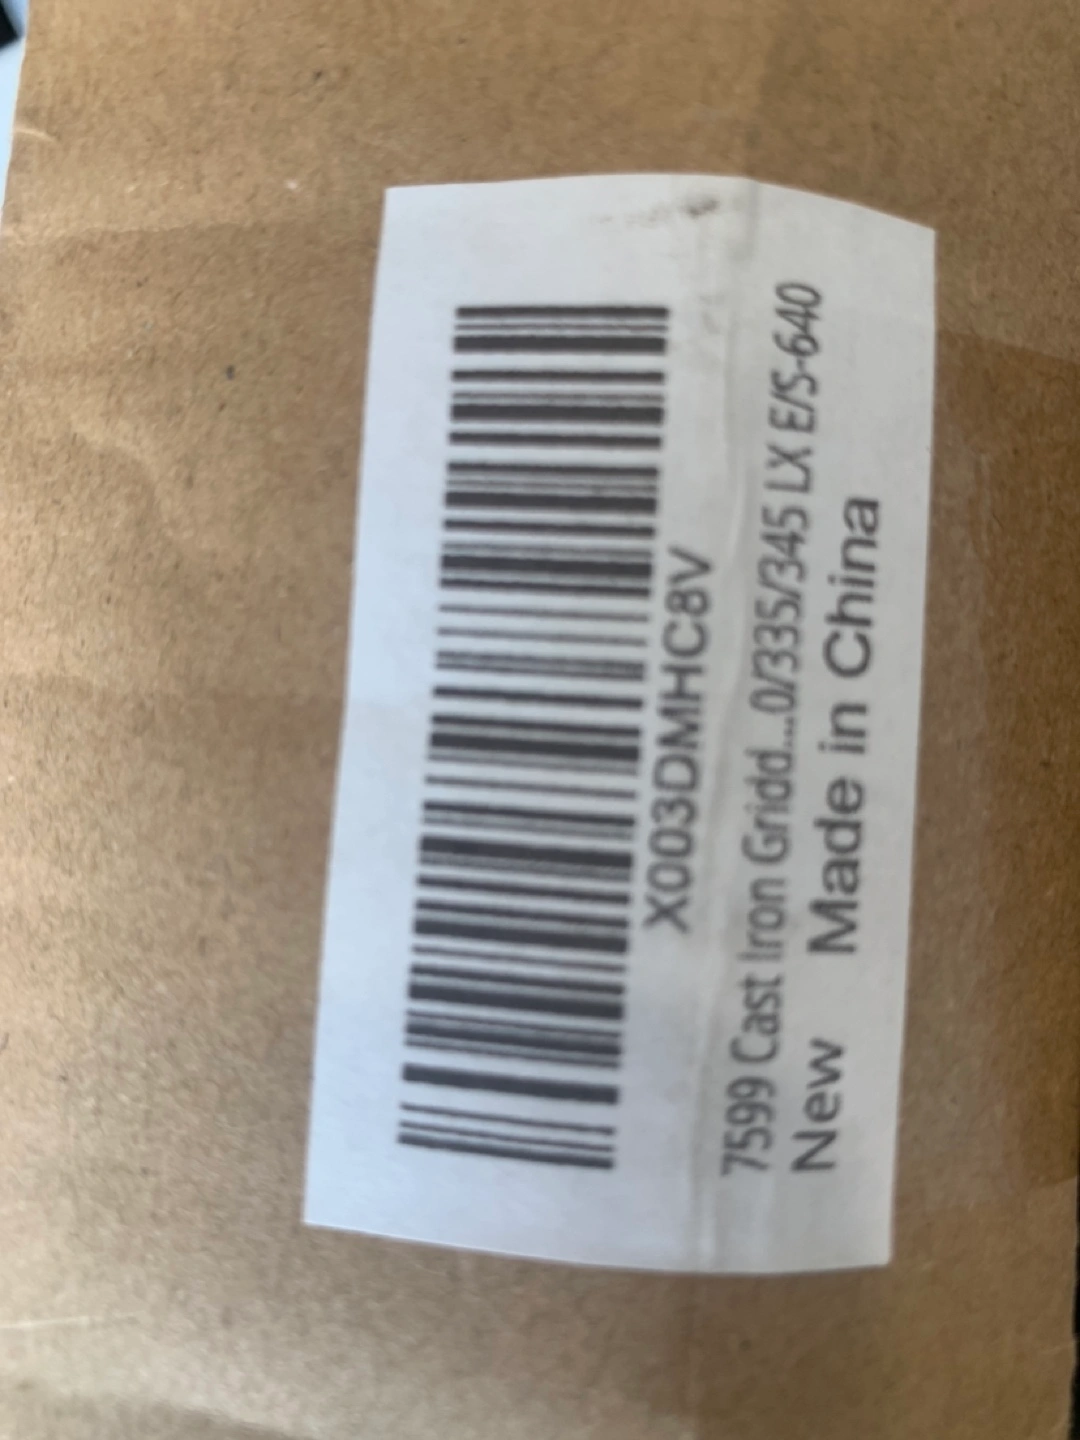 X003DMHC8V
7599 Cast Iron Gridd...0/335/345 LX E/S-640
New Made in China